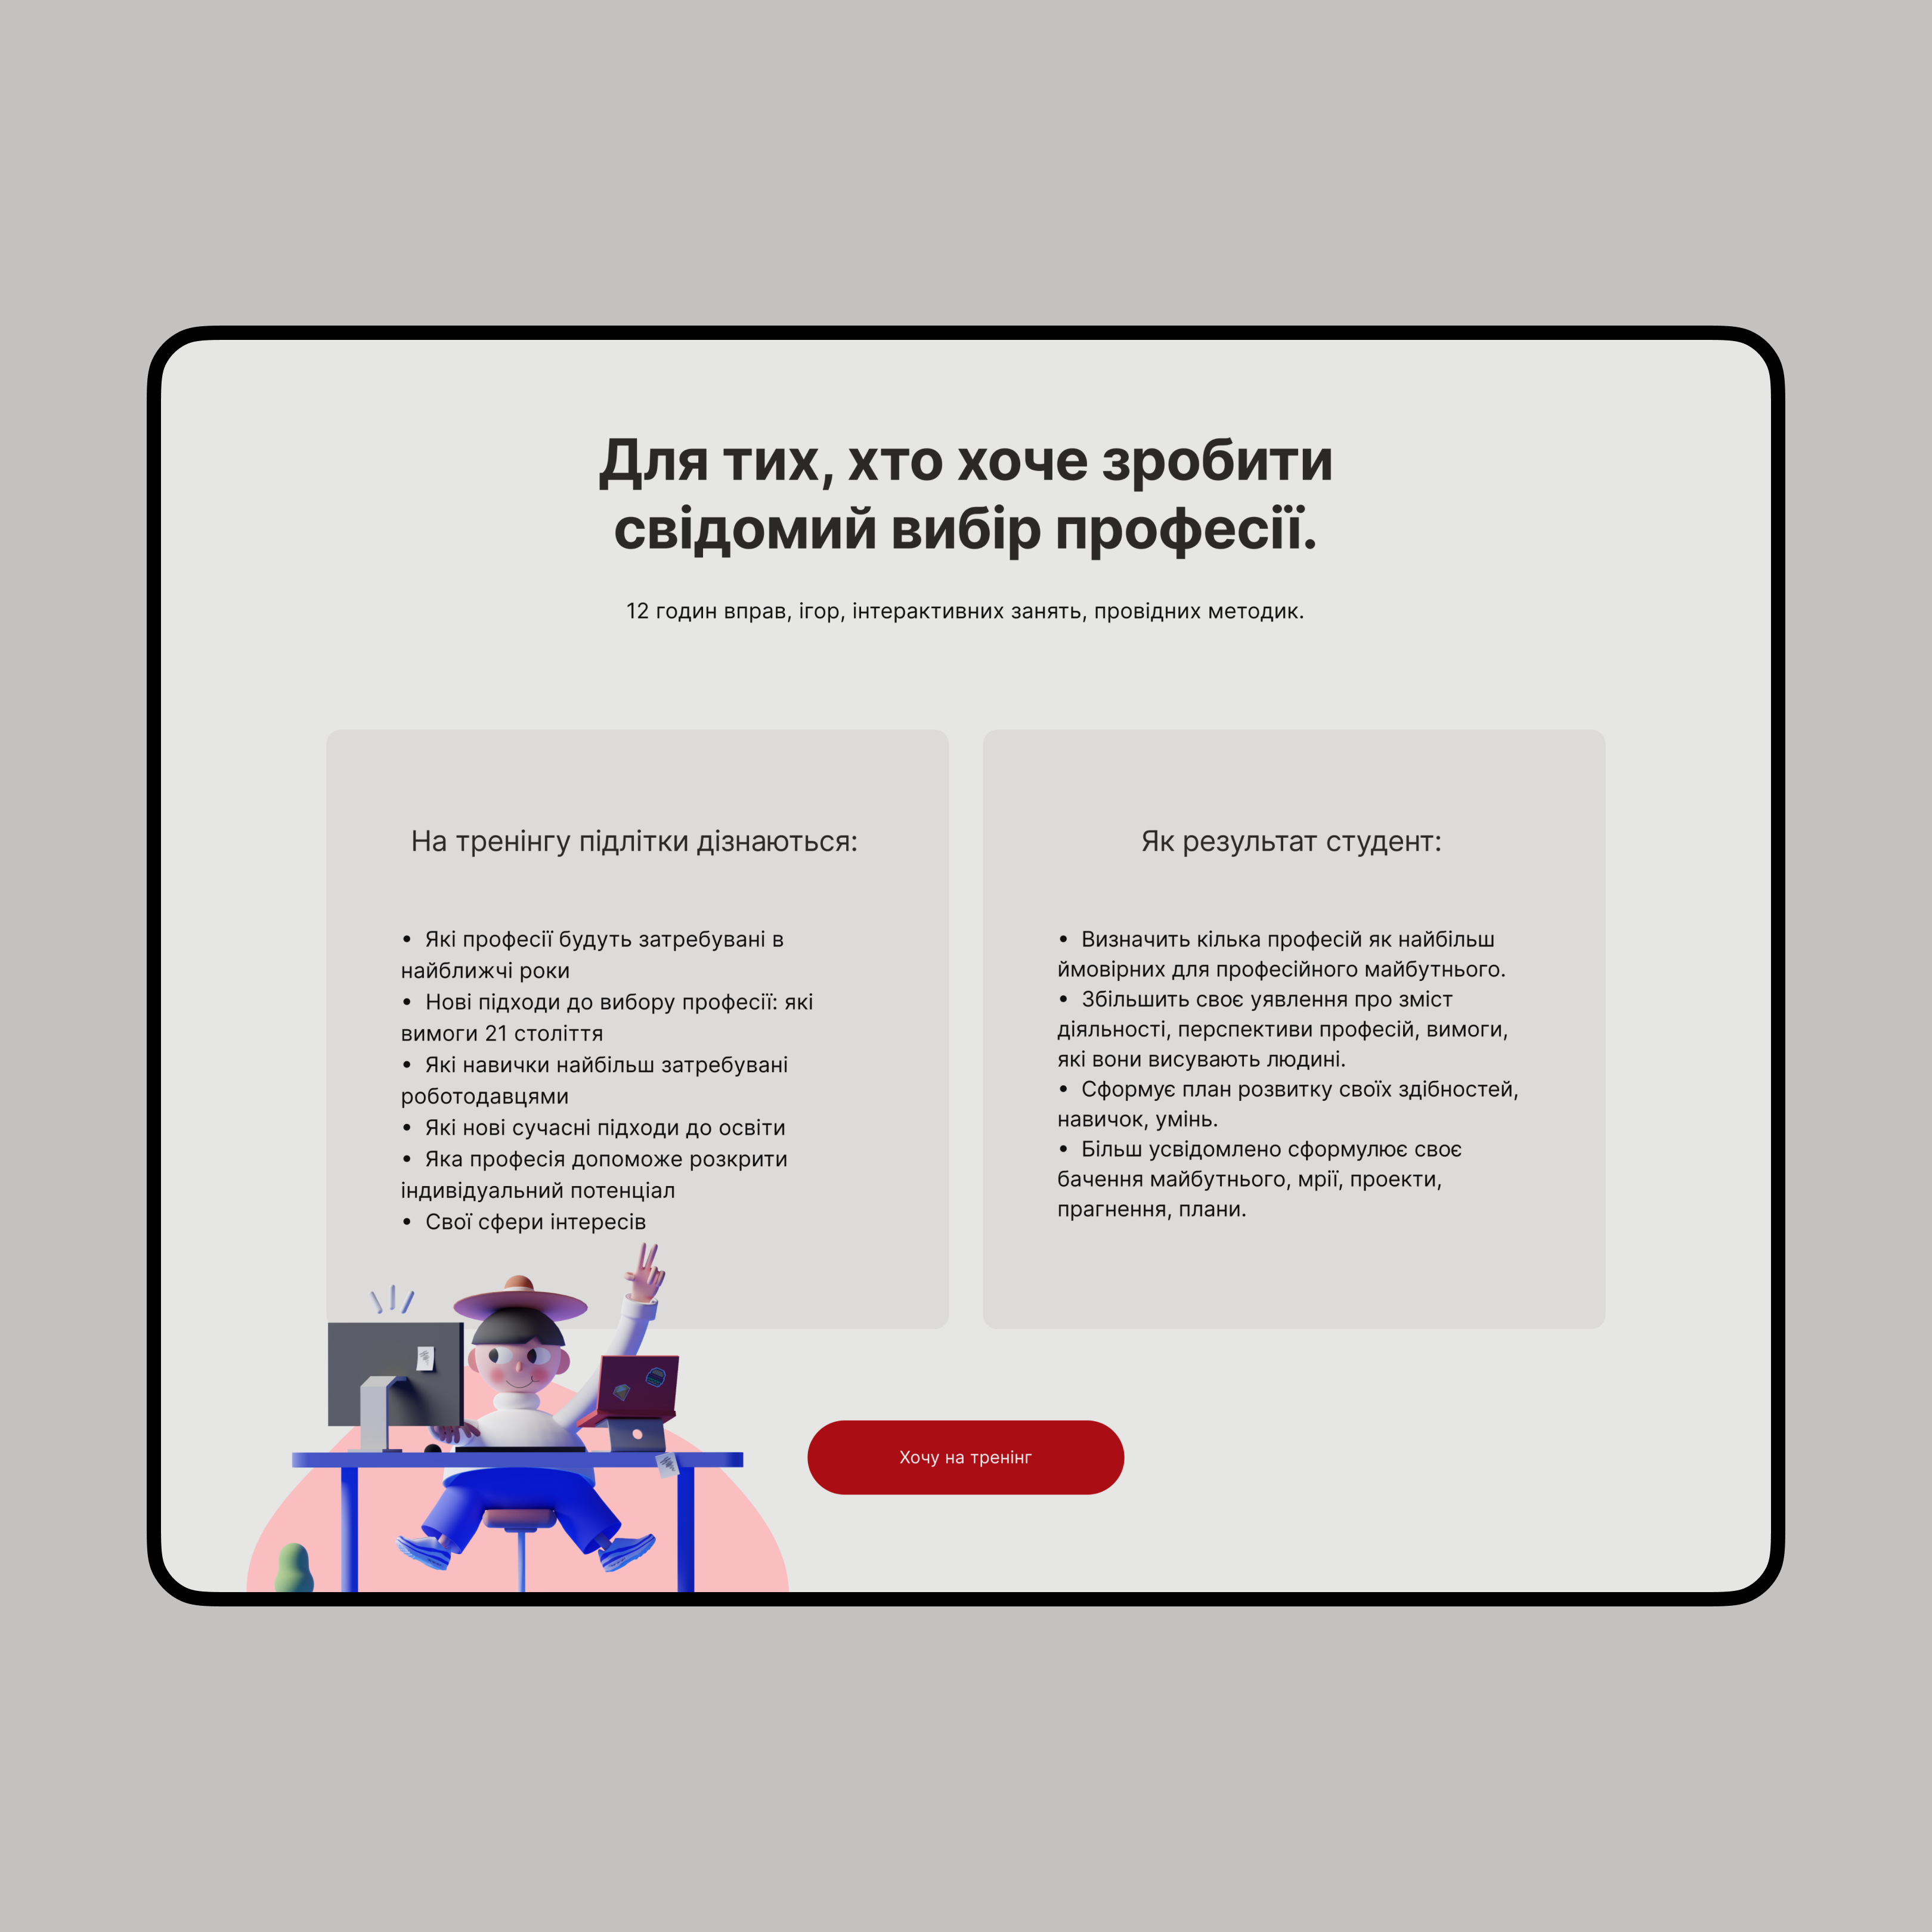 Для тих, хто хоче зробити
свідомий вибір професії.
12 годин вправ, ігор, інтерактивних занять, провідних методик.
На тренінгу підлітки дізнаються:
• Які професії будуть затребувані в
найближчі роки
• Нові підходи до вибору професії: які
вимоги 21 століття
• Які навички найбільш затребувані
роботодавцями
• Які нові сучасні підходи до освіти
• Яка професія допоможе розкрити
індивідуальний потенціал
• Свої сфери інтересів
Як результат студент:
• Визначить кілька професій як найбільш
ймовірних для професійного майбутнього.
• Збільшить своє уявлення про зміст
діяльності, перспективи професій, вимоги,
які вони висувають людині.
• Сформує план розвитку своїх здібностей,
навичок, умінь.
• Більш усвідомлено сформулює своє
бачення майбутнього, мрії, проекти,
прагнення, плани.
Хочу на тренінг